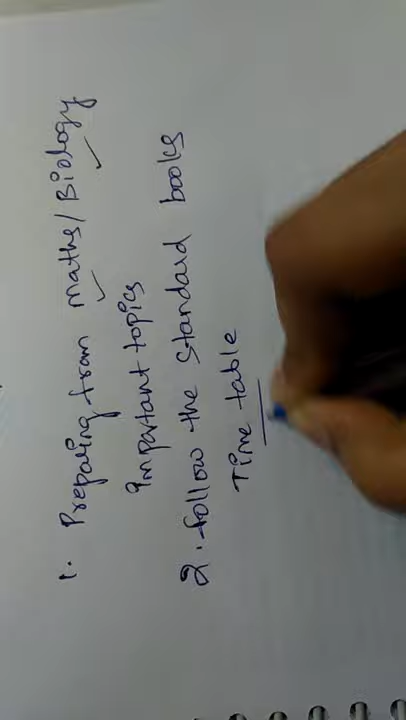 1. Preparing from maths/Biology
important topics
2. follow the standard books
Time table